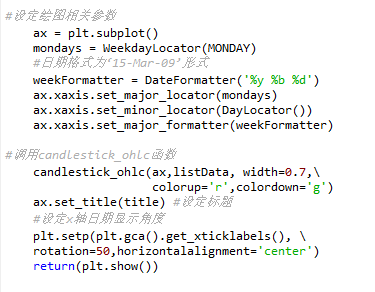 #设定绘图相关参数
ax = plt.subplot()
mondays = WeekdayLocator(MONDAY)
#日期格式为‘15-Mar-09’形式
weekFormatter = DateFormatter('%y %b %d')
ax.xaxis.set_major_locator(mondays)
ax.xaxis.set_minor_locator(DayLocator())
ax.xaxis.set_major_formatter(weekFormatter)
#调用candlestick_ohlc函数
candlestick_ohlc(ax,listData, width=0.7,\
colorup='r',colordown='g')
ax.set_title(title) #设定标题
#设定x轴日期显示角度
plt.setp(plt.gca().get_xticklabels(), \
rotation=50,horizontalalignment='center')
return(plt.show())